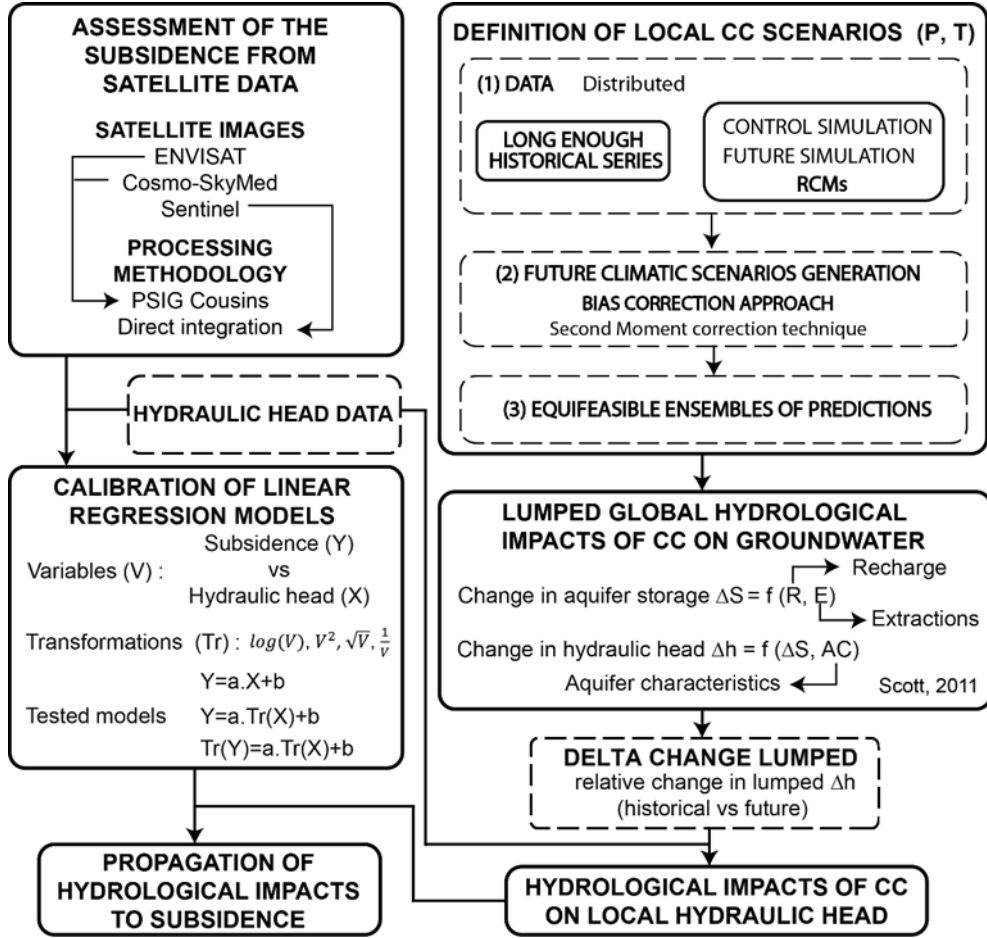 ASSESSMENT OF THE
SUBSIDENCE FROM
SATELLITE DATA
SATELLITE IMAGES
ENVISAT
Cosmo-SkyMed
Sentinel
PROCESSING
METHODOLOGY
PSIG Cousins
Direct integration
HYDRAULIC HEAD DATA
CALIBRATION OF LINEAR
REGRESSION MODELS
Subsidence (Y)
Variables (V) : vs
Hydraulic head (X)
Transformations (Tr) : log(V), V², √V, 1/V
Y=a.X+b
Tested models Y=a.Tr(X)+b
Tr(Y)=a.Tr(X)+b
PROPAGATION OF
HYDROLOGICAL IMPACTS
TO SUBSIDENCE
DEFINITION OF LOCAL CC SCENARIOS (P, T)
(1) DATA Distributed
LONG ENOUGH
HISTORICAL SERIES
CONTROL SIMULATION
FUTURE SIMULATION
RCMs
(2) FUTURE CLIMATIC SCENARIOS GENERATION
BIAS CORRECTION APPROACH
Second Moment correction technique
(3) EQUIFEASIBLE ENSEMBLES OF PREDICTIONS
LUMPED GLOBAL HYDROLOGICAL
IMPACTS OF CC ON GROUNDWATER
Recharge
Change in aquifer storage ΔS = f (R, E)
Extractions
Change in hydraulic head Δh = f (ΔS, AC)
Aquifer characteristics Scott, 2011
DELTA CHANGE LUMPED
relative change in lumped Δh
(historical vs future)
HYDROLOGICAL IMPACTS OF CC
ON LOCAL HYDRAULIC HEAD